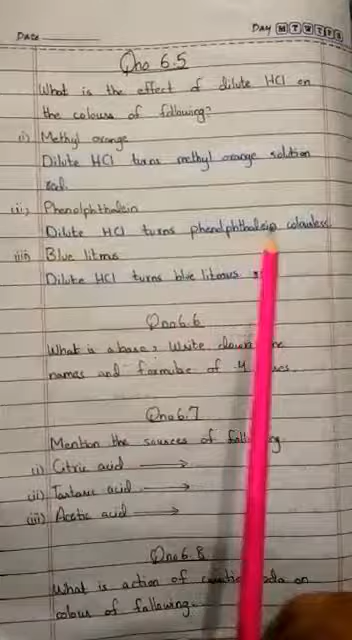 Date
Day M T W T F S
Qno 6.5
What is the effect of dilute HCl on
the colours of following?
i) Methyl orange
Dilute HCl turns methyl orange solution
red.
ii) Phenolphthalein
Dilute HCl turns phenolphthalein colourless
iii) Blue litmus
Dilute HCl turns blue litmus
Qno 6.6
What is a base? Write down
names and formulae of 4
Qno 6.7
Mention the sources of
(i) Citric acid →
(ii) Tartaric acid →
(iii) Acetic acid →
Qno 6.8
What is action of on
colour of following.